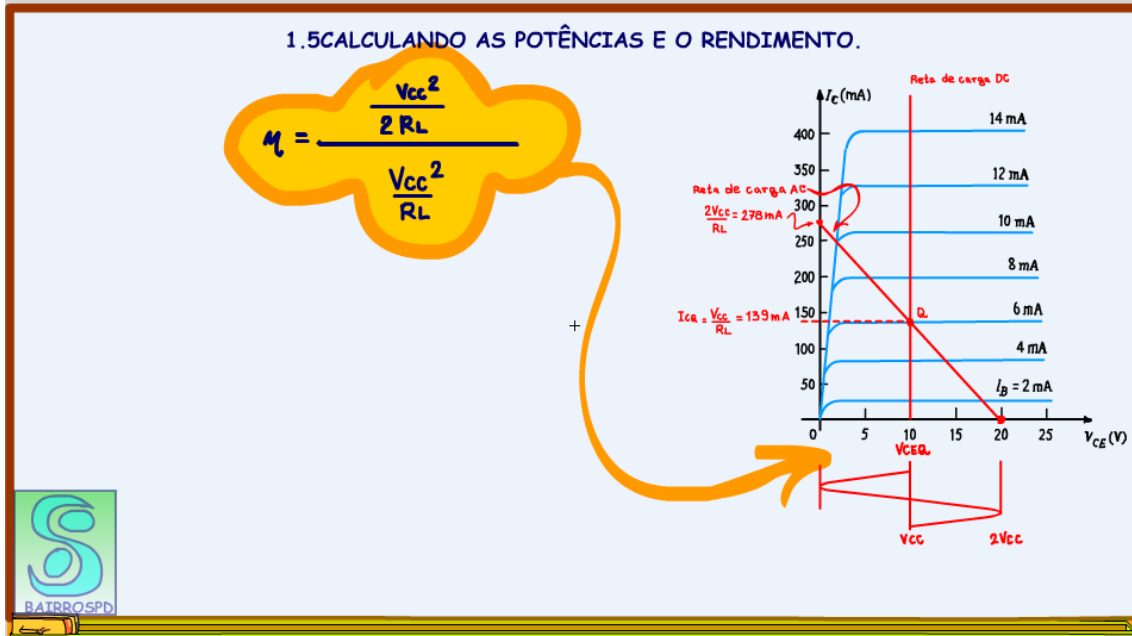 1.5CALCULANDO AS POTÊNCIAS E O RENDIMENTO.
η = Vcc²/2RL / Vcc²/RL
Reta de carga DC
IC(mA)
14 mA
400
350
12 mA
Reta de carga AC
300
2Vcc/RL = 278mA
10 mA
250
8 mA
200
6 mA
Q
ICQ = Vcc/RL = 139mA
150
100
4 mA
50
IB = 2 mA
0 5 10 15 20 25
VCE(V)
VCEQ
VCC 2VCC
BAIRROSPD